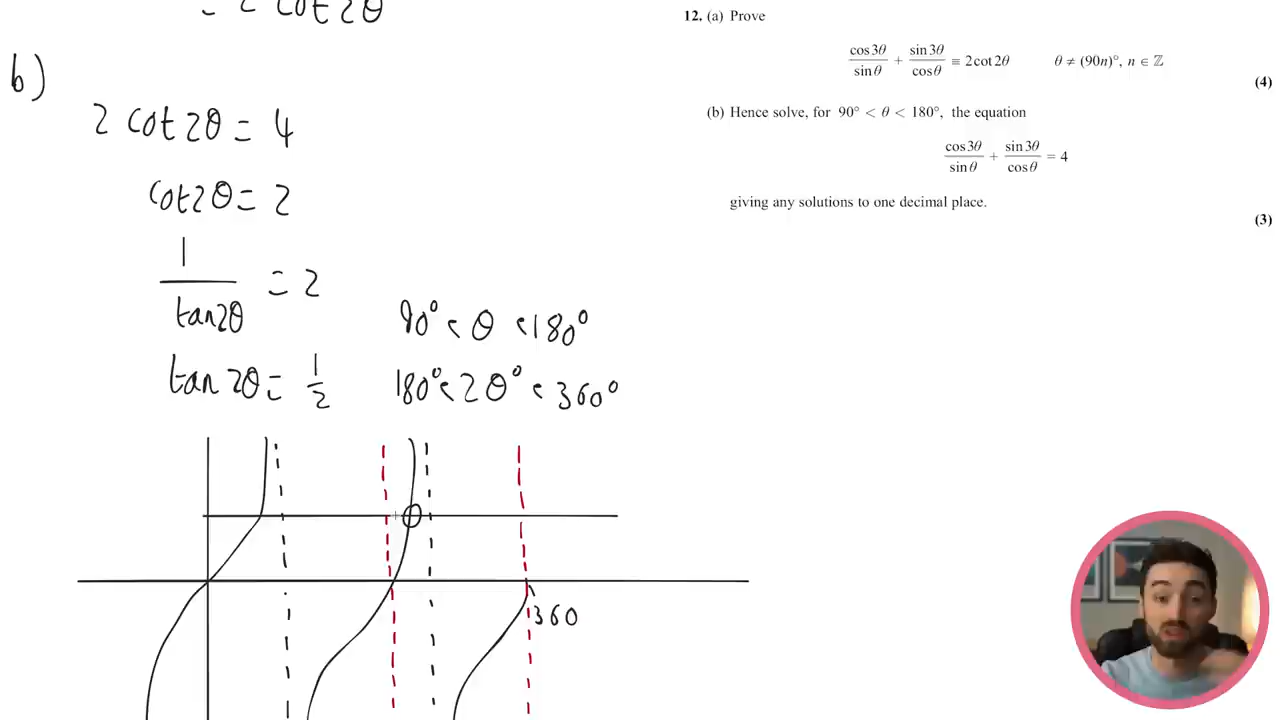 = 2 cot 2θ
b)
2 cot 2θ = 4
cot 2θ = 2
1
tan 2θ
= 2
tan 2θ = 1/2
90° < θ < 180°
180° < 2θ° < 360°
360
12. (a) Prove
cos 3θ/sin θ + sin 3θ/cos θ ≡ 2 cot 2θ θ ≠ (90n)°, n ∈ ℤ
(4)
(b) Hence solve, for 90° < θ < 180°, the equation
cos 3θ/sin θ + sin 3θ/cos θ = 4
giving any solutions to one decimal place.
(3)